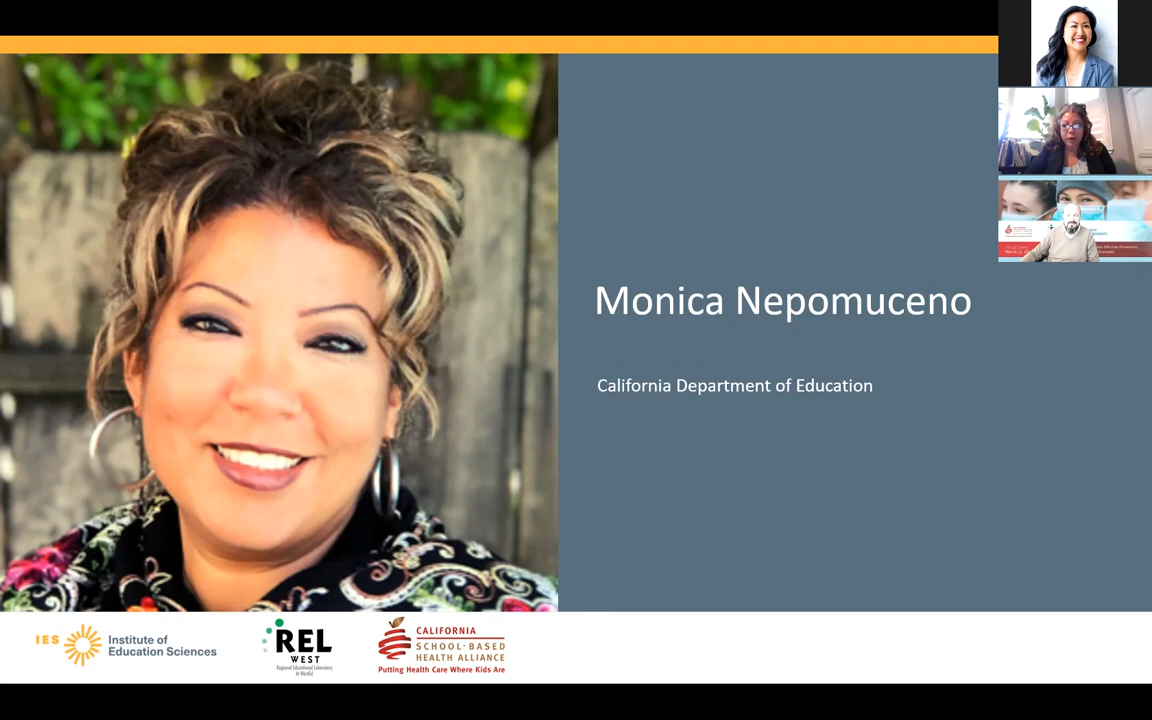 Monica Nepomuceno
California Department of Education
IES
Institute of
Education Sciences
REL
WEST
Regional Educational Laboratory
At WestEd
CALIFORNIA
SCHOOL-BASED
HEALTH ALLIANCE
Putting Health Care Where Kids Are